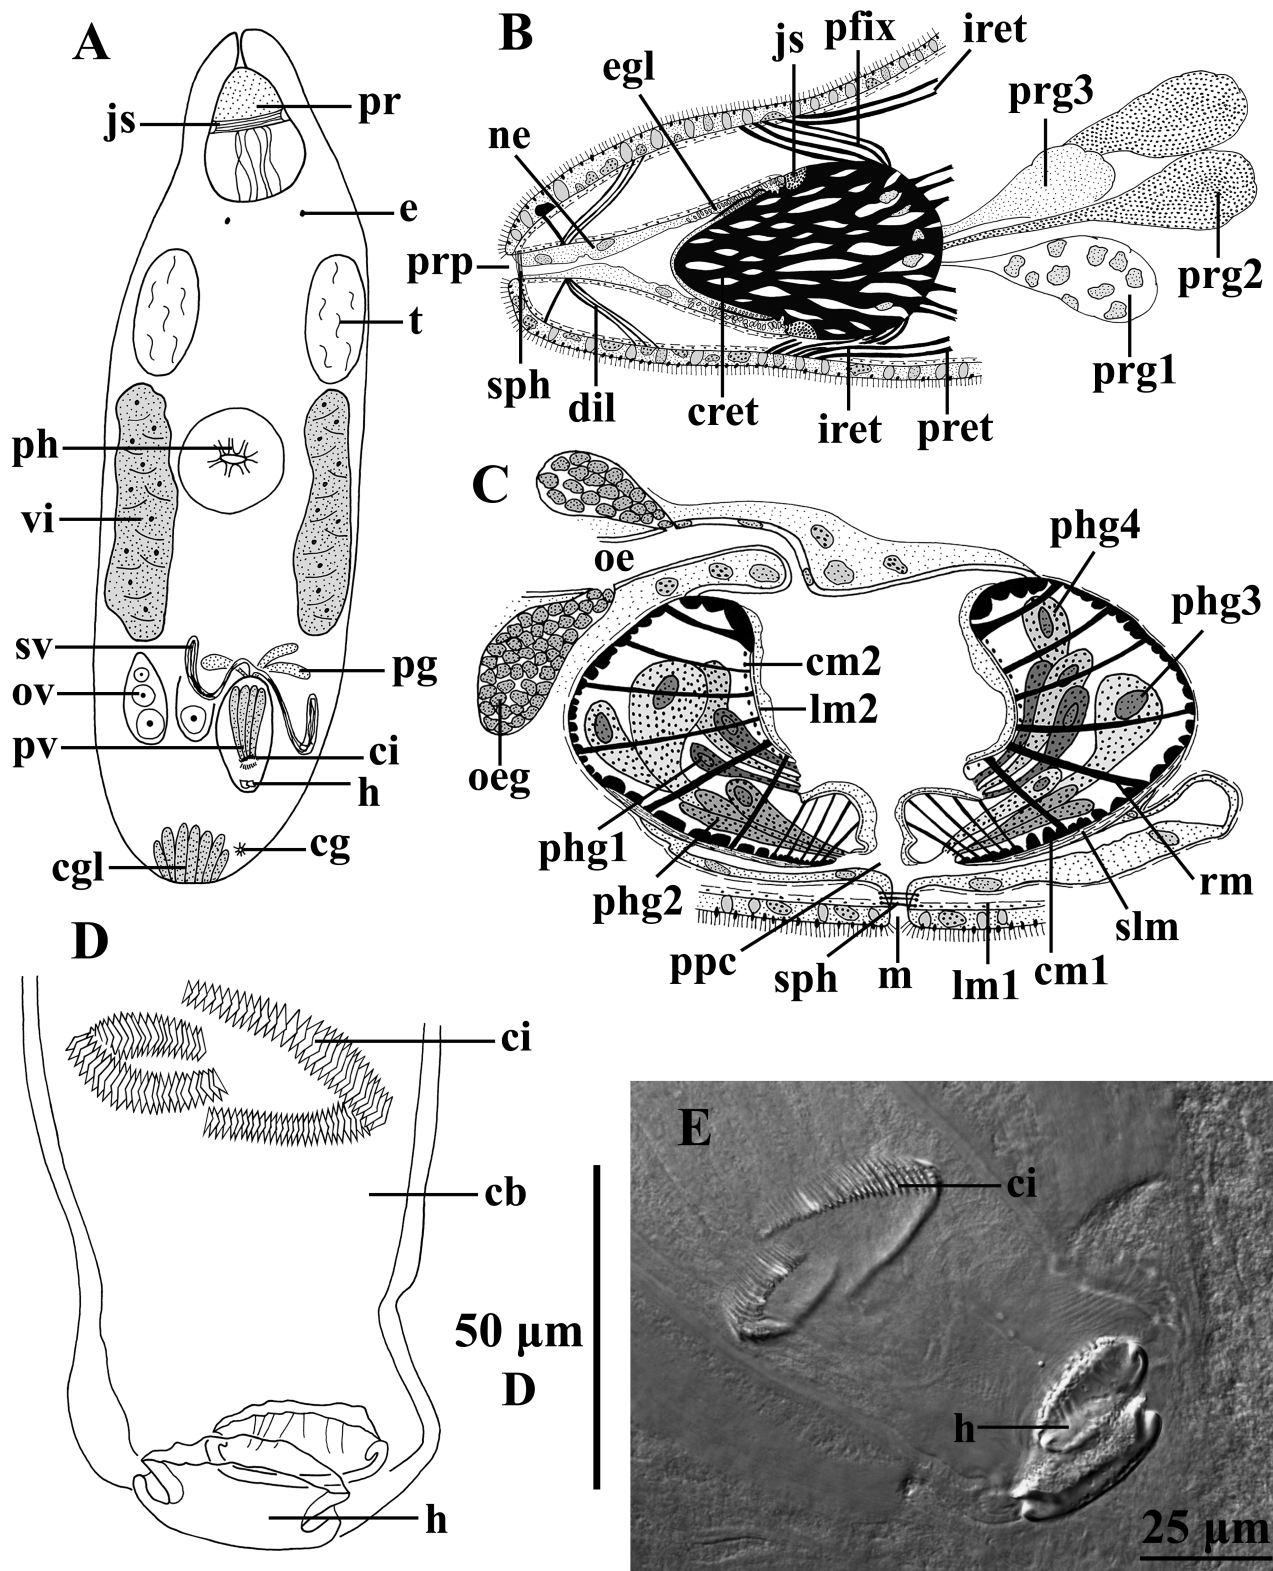 A
pr
js
e
t
ph
vi
sv
ov
pv
pg
ci
h
cgl
cg
B
js
pfix
iret
egl
prg3
ne
prp
prg2
prg1
sph
dil
cret
iret
pret
C
oe
phg4
phg3
cm2
lm2
oeg
phg1
phg2
rm
slm
ppc
sph
m
lm1
cm1
D
ci
cb
50 µm
D
h
E
ci
h
25 µm